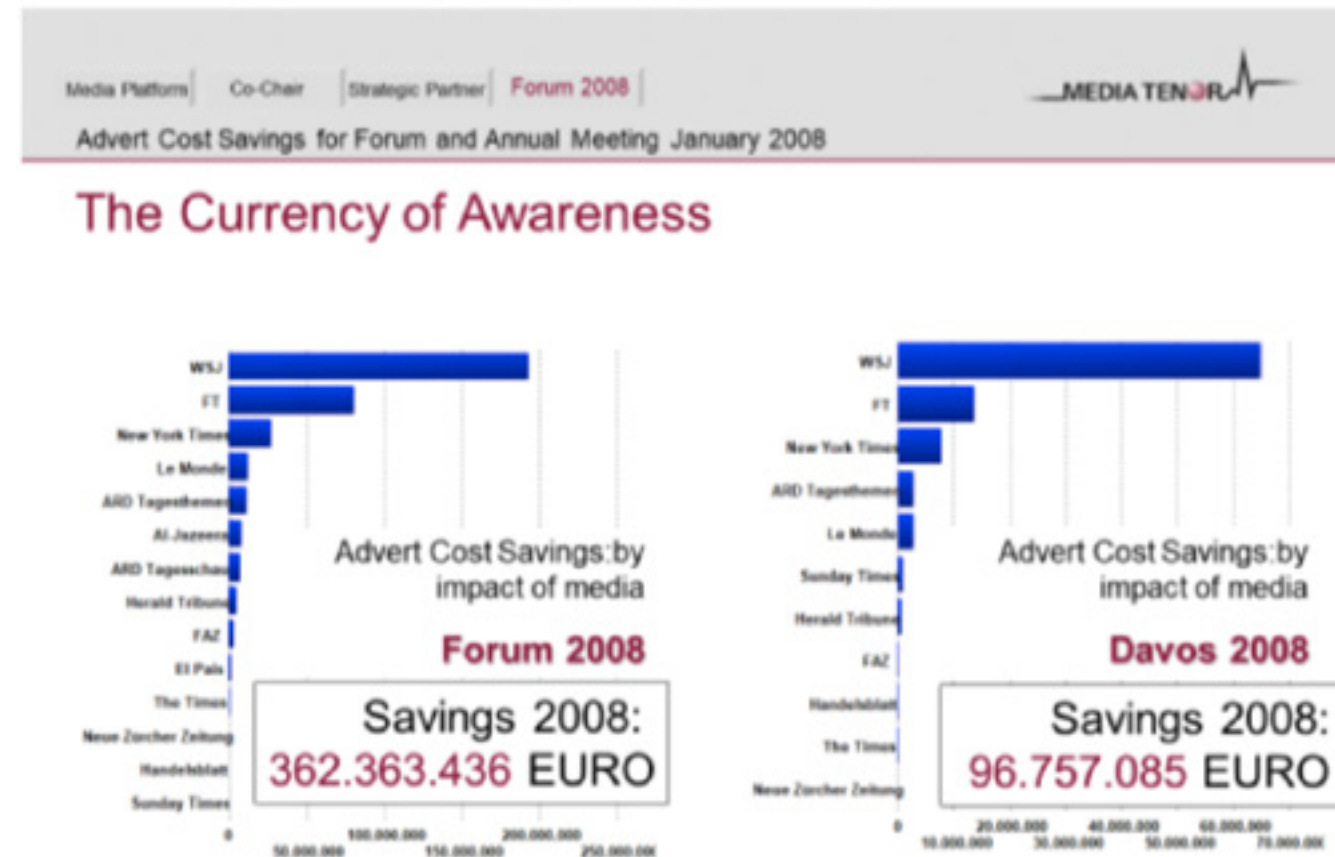 Media Platform Co-Chair Strategic Partner Forum 2008
MEDIA TENOR
Advert Cost Savings for Forum and Annual Meeting January 2008
The Currency of Awareness
WSJ
FT
New York Times
Le Monde
ARD Tagesthemen
Al-Jazeera
ARD Tagesschau
Herald Tribune
FAZ
El Pais
The Times
Neue Zürcher Zeitung
Handelsblatt
Sunday Times
Advert Cost Savings:by
impact of media
Forum 2008
Savings 2008:
362.363.436 EURO
0 100.000.000 200.000.000
50.000.000 150.000.000 250.000.00
WSJ
FT
New York Times
ARD Tagesthemen
Le Monde
Sunday Times
Herald Tribune
FAZ
Handelsblatt
The Times
Neue Zürcher Zeitung
Advert Cost Savings:by
impact of media
Davos 2008
Savings 2008:
96.757.085 EURO
0 20.000.000 40.000.000 60.000.000
10.000.000 30.000.000 50.000.000 70.000.00